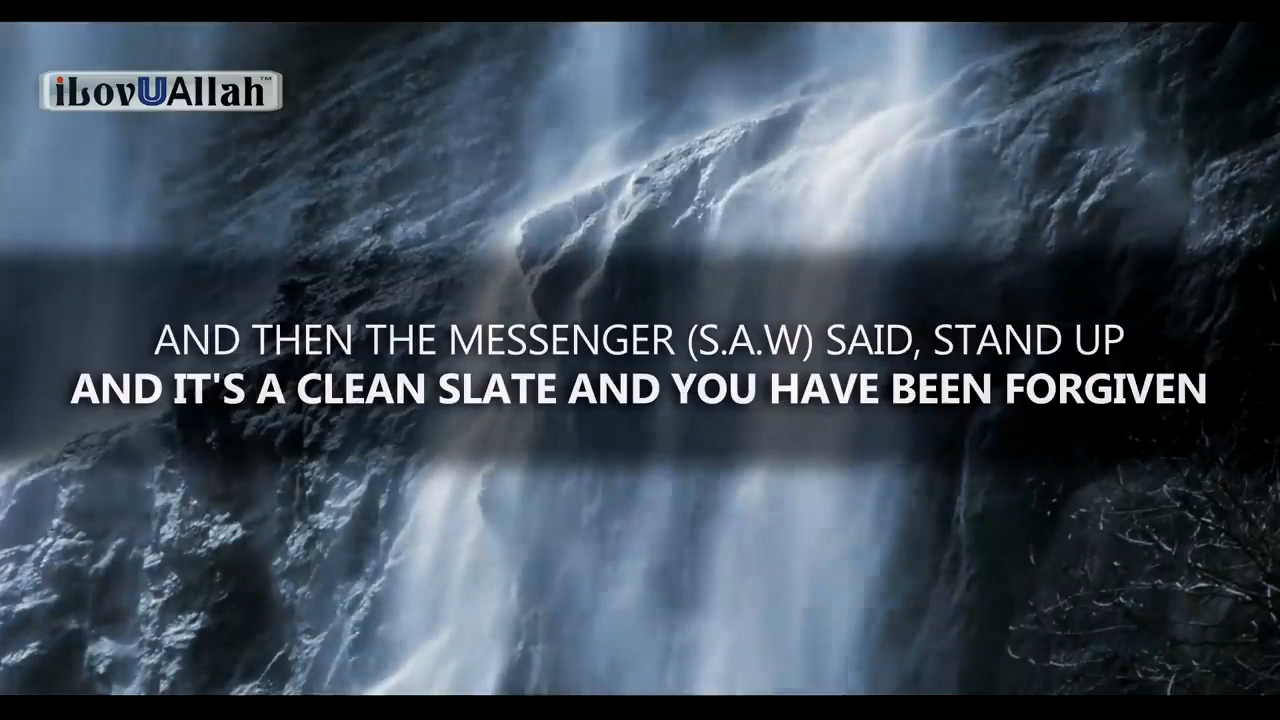 iLovUAllah™
AND THEN THE MESSENGER (S.A.W) SAID, STAND UP
AND IT'S A CLEAN SLATE AND YOU HAVE BEEN FORGIVEN